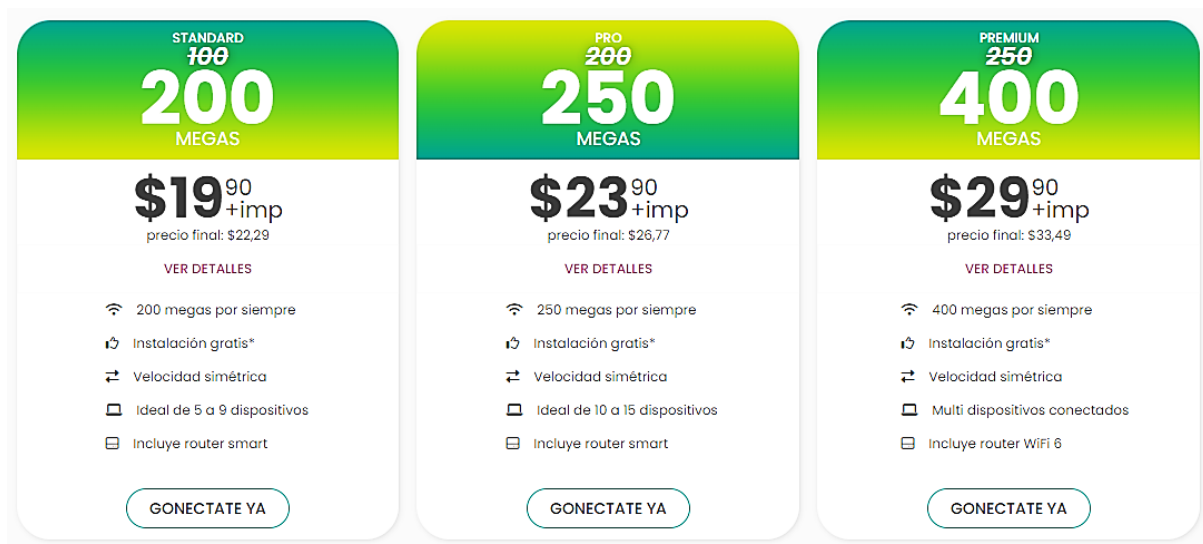 STANDARD
100
200
MEGAS
$19 90
+imp
precio final: $22,29
VER DETALLES
200 megas por siempre
Instalación gratis*
Velocidad simétrica
Ideal de 5 a 9 dispositivos
Incluye router smart
GONECTATE YA
PRO
200
250
MEGAS
$23 90
+imp
precio final: $26,77
VER DETALLES
250 megas por siempre
Instalación gratis*
Velocidad simétrica
Ideal de 10 a 15 dispositivos
Incluye router smart
GONECTATE YA
PREMIUM
250
400
MEGAS
$29 90
+imp
precio final: $33,49
VER DETALLES
400 megas por siempre
Instalación gratis*
Velocidad simétrica
Multi dispositivos conectados
Incluye router WiFi 6
GONECTATE YA